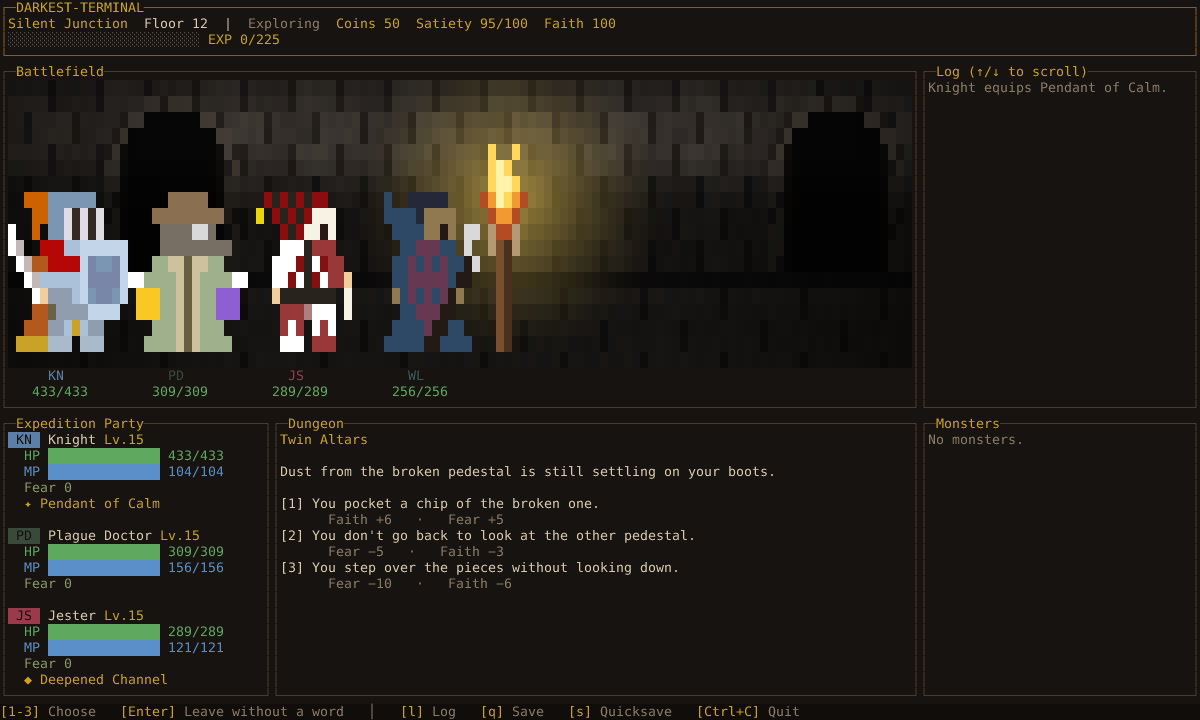 DARKEST-TERMINAL
Silent Junction  Floor 12  |  Exploring  Coins 50  Satiety 95/100  Faith 100
EXP 0/225
Battlefield
Log (↑/↓ to scroll)
Knight equips Pendant of Calm.
KN PD JS WL
433/433 309/309 289/289 256/256
Expedition Party
KN Knight Lv.15
HP 433/433
MP 104/104
Fear 0
✦ Pendant of Calm
PD Plague Doctor Lv.15
HP 309/309
MP 156/156
Fear 0
JS Jester Lv.15
HP 289/289
MP 121/121
Fear 0
◆ Deepened Channel
Dungeon
Twin Altars
Dust from the broken pedestal is still settling on your boots.
[1] You pocket a chip of the broken one.
Faith +6 · Fear +5
[2] You don't go back to look at the other pedestal.
Fear −5 · Faith −3
[3] You step over the pieces without looking down.
Fear −10 · Faith −6
Monsters
No monsters.
[1-3] Choose [Enter] Leave without a word │ [l] Log [q] Save [s] Quicksave [Ctrl+C] Quit